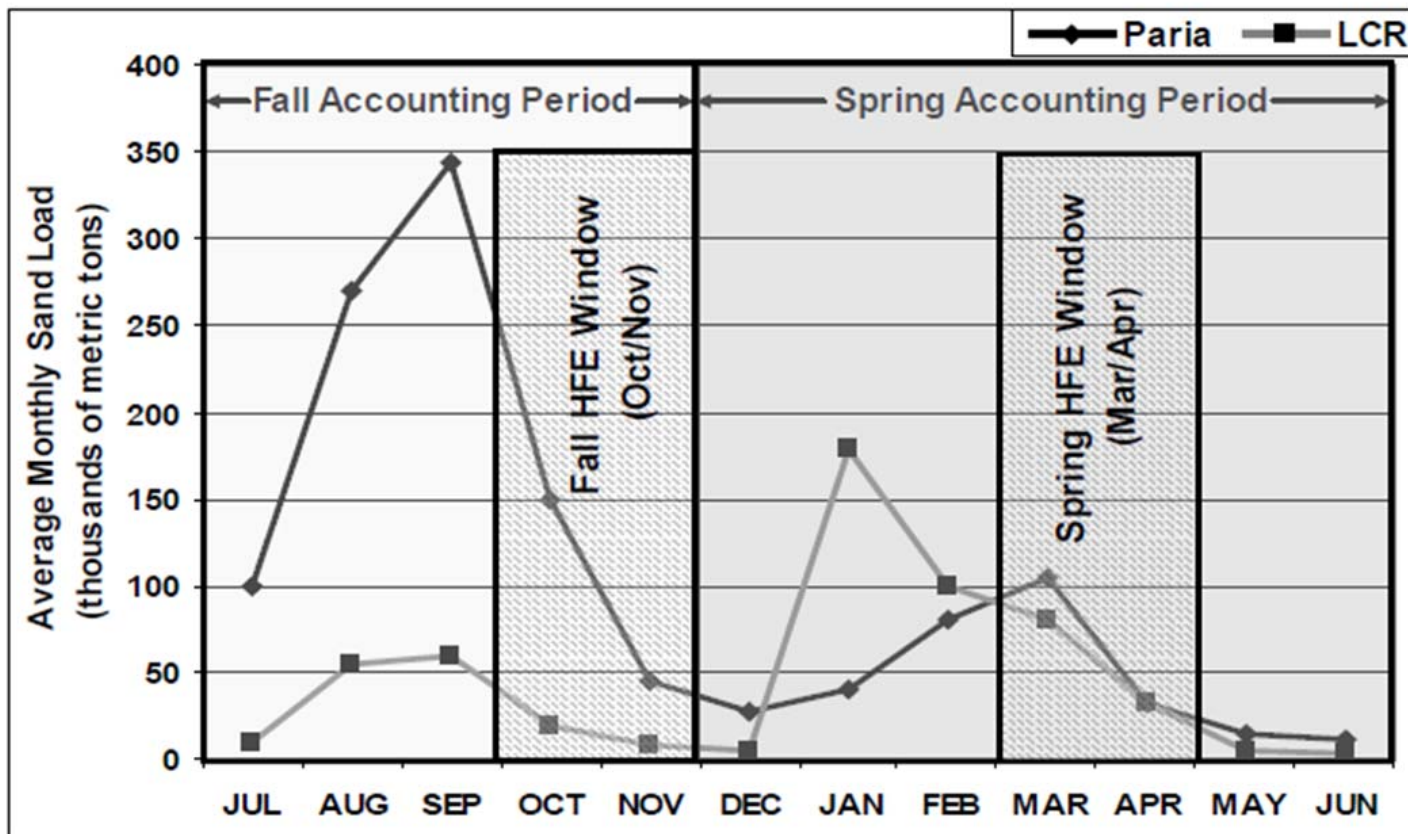 Paria LCR
400
350
300
250
200
150
100
50
0
Average Monthly Sand Load
(thousands of metric tons)
Fall Accounting Period
Spring Accounting Period
Fall HFE Window
(Oct/Nov)
Spring HFE Window
(Mar/Apr)
JUL AUG SEP OCT NOV DEC JAN FEB MAR APR MAY JUN